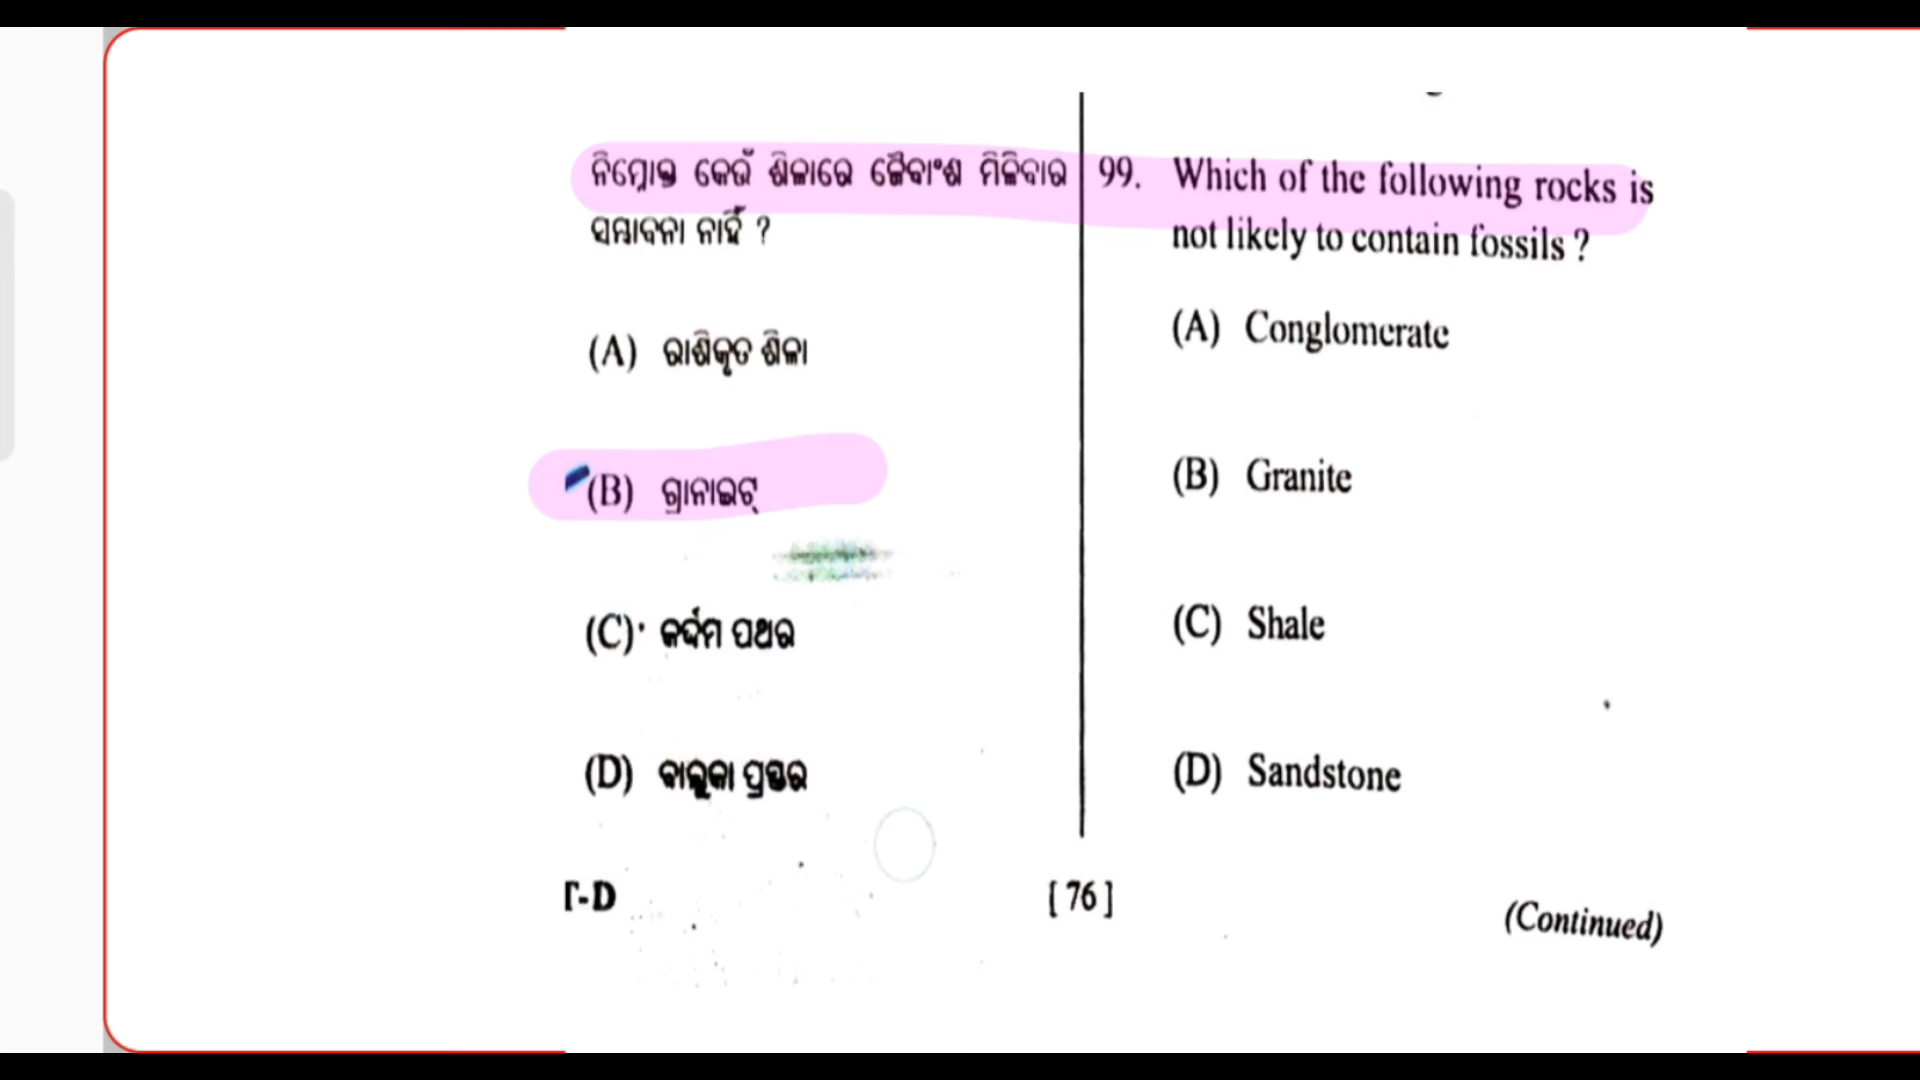 ନିମ୍ନୋକ୍ତ କେଉଁ ଶିଳାରେ ଜୈବାଂଶ ମିଳିବାର
ସମ୍ଭାବନା ନାହିଁ ?
(A) ରାଶିକୃତ ଶିଳା
(B) ଗ୍ରାନାଇଟ୍
(C) କର୍ଦ୍ଦମ ପଥର
(D) ବାଲୁକା ପ୍ରସ୍ତର
99. Which of the following rocks is
not likely to contain fossils ?
(A) Conglomerate
(B) Granite
(C) Shale
(D) Sandstone
-D
[ 76 ]
(Continued)